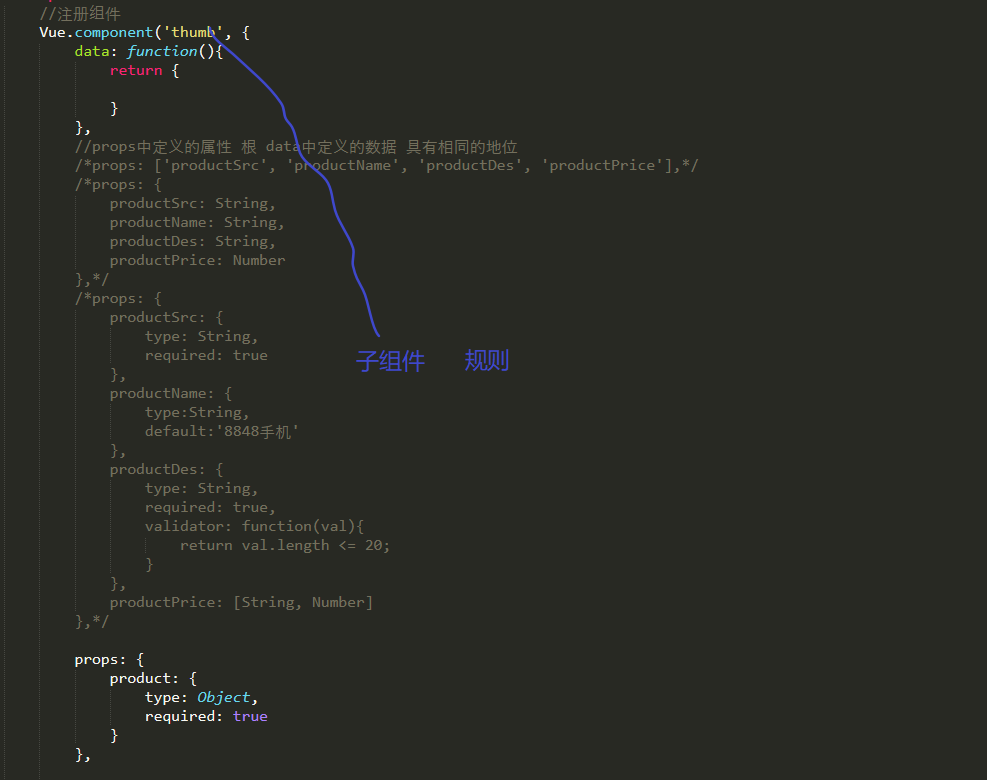 //注册组件
Vue.component('thumb', {
data: function(){
return {
}
},
//props中定义的属性 根 data中定义的数据 具有相同的地位
/*props: ['productSrc', 'productName', 'productDes', 'productPrice'],*/
/*props: {
productSrc: String,
productName: String,
productDes: String,
productPrice: Number
},*/
/*props: {
productSrc: {
type: String,
required: true
},
子组件 规则
productName: {
type:String,
default:'8848手机'
},
productDes: {
type: String,
required: true,
validator: function(val){
return val.length <= 20;
}
},
productPrice: [String, Number]
},*/
props: {
product: {
type: Object,
required: true
}
},